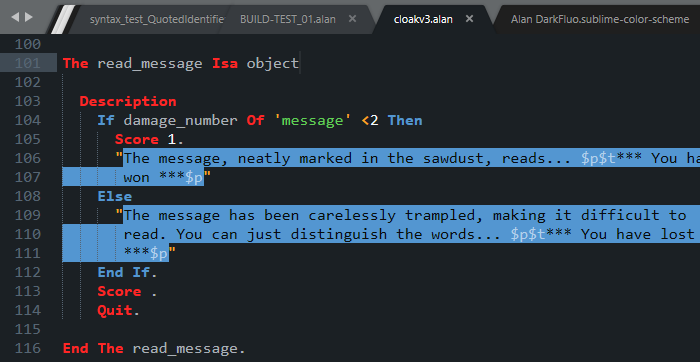 syntax_test_QuotedIdentifie
BUILD-TEST_01.alan ×
cloakv3.alan ×
Alan DarkFluo.sublime-color-scheme
100
101 The read_message Isa object
102
103 Description
104 If damage_number Of 'message' <2 Then
105 Score 1.
106 "The message, neatly marked in the sawdust, reads... $p$t*** You ha
107 won ***$p"
108 Else
109 "The message has been carelessly trampled, making it difficult to
110 read. You can just distinguish the words... $p$t*** You have lost
111 ***$p"
112 End If.
113 Score .
114 Quit.
115
116 End The read_message.